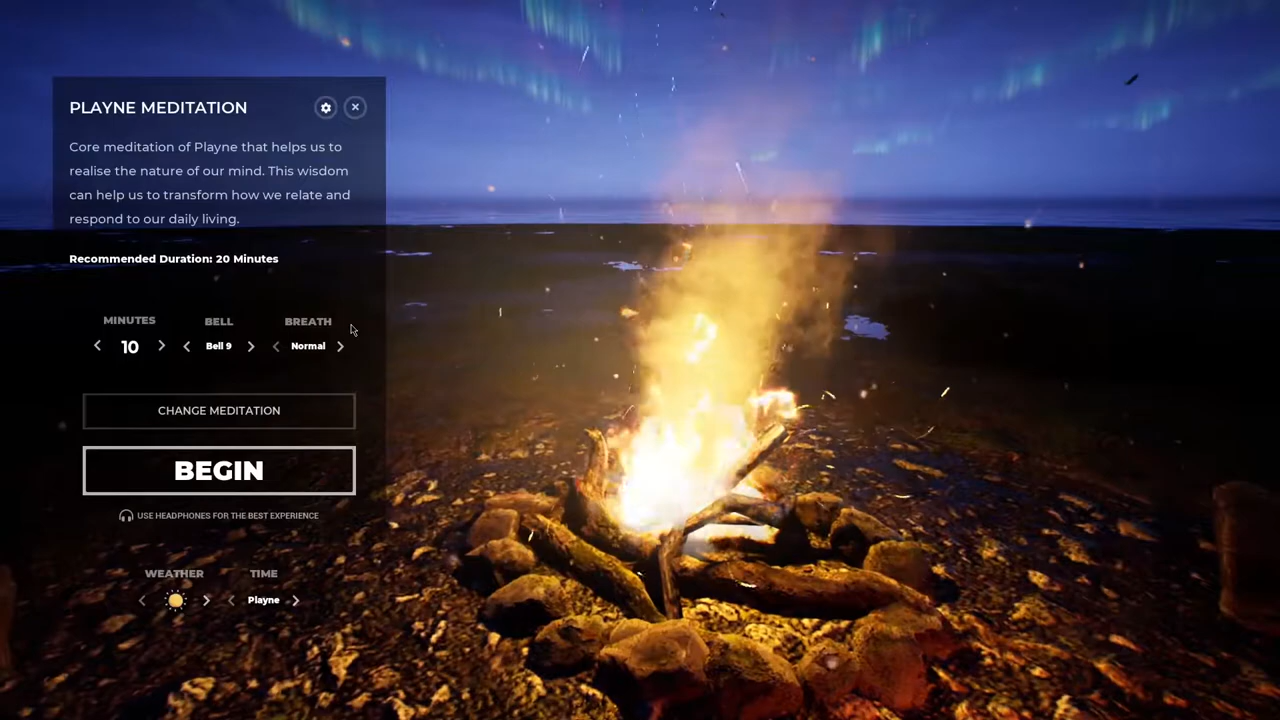 PLAYNE MEDITATION
Core meditation of Playne that helps us to
realise the nature of our mind. This wisdom
can help us to transform how we relate and
respond to our daily living.
Recommended Duration: 20 Minutes
MINUTES BELL BREATH
10 Bell 9 Normal
CHANGE MEDITATION
BEGIN
USE HEADPHONES FOR THE BEST EXPERIENCE
WEATHER TIME
Playne